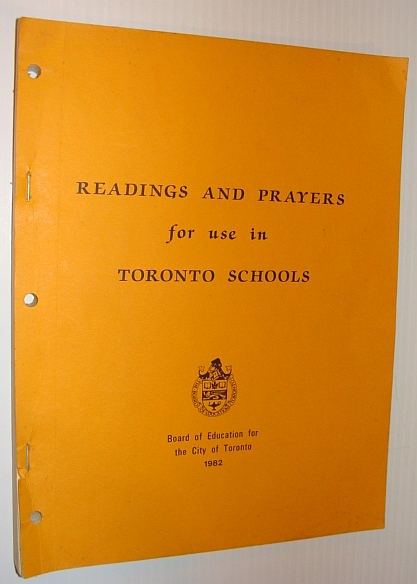 READINGS AND PRAYERS
for use in
TORONTO SCHOOLS
Board of Education for
the City of Toronto
1982